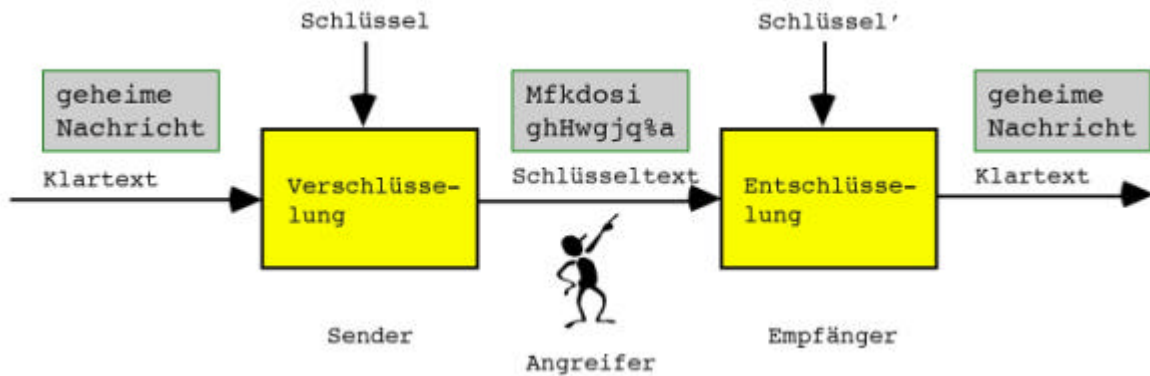 Schlüssel
Schlüssel'
geheime
Nachricht
Mfkdosi
ghHwgjq%a
geheime
Nachricht
Klartext
Verschlüsse-
lung
Schlüsseltext
Entschlüsse-
lung
Klartext
Sender
Angreifer
Empfänger